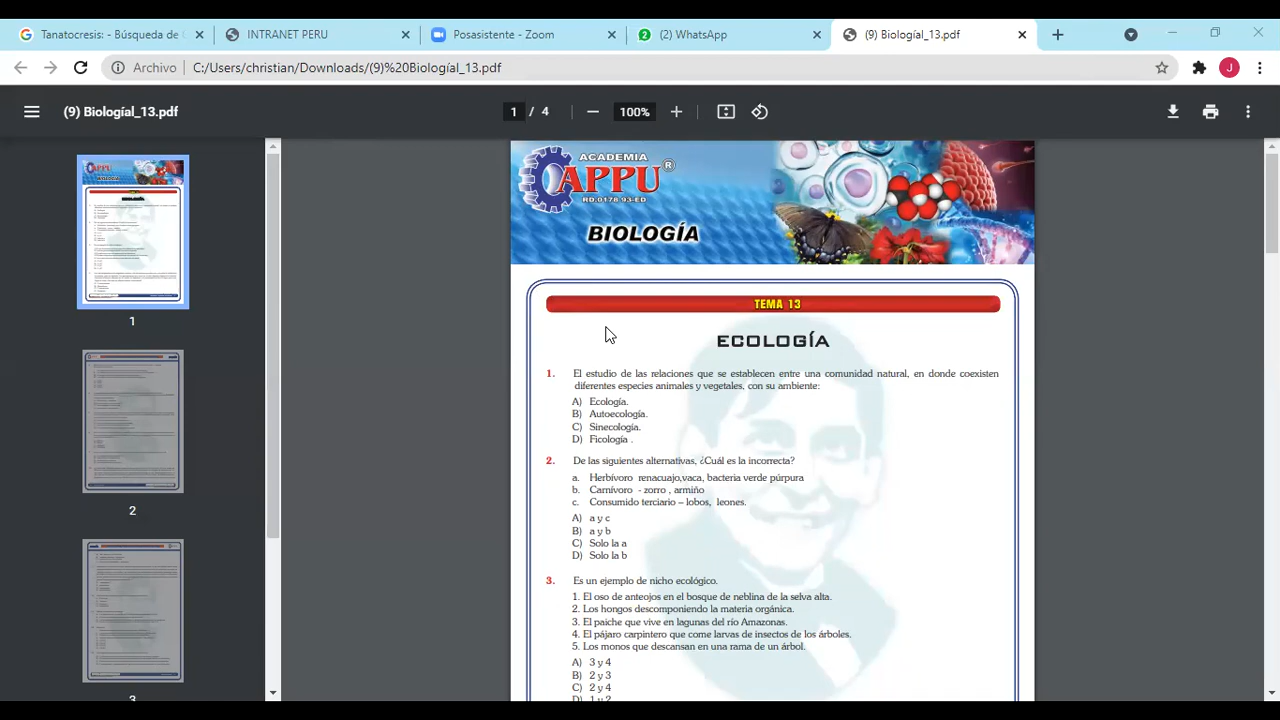 Tanatocresis: - Búsqueda de
INTRANET PERU
Posasistente - Zoom
(2) WhatsApp
(9) Biologíal_13.pdf
Archivo
C:/Users/christian/Downloads/(9)%20Biologíal_13.pdf
J
(9) Biologíal_13.pdf
1 / 4
100%
ACADEMIA
APPU
RD.0178 93-ED
BIOLOGÍA
TEMA 13
ECOLOGÍA
1. El estudio de las relaciones que se establecen entre una comunidad natural, en donde coexisten
diferentes especies animales y vegetales, con su ambiente:
A) Ecología.
B) Autoecología.
C) Sinecología.
D) Ficología .
2. De las siguientes alternativas, ¿Cuál es la incorrecta?
a. Herbívoro renacuajo,vaca, bacteria verde púrpura
b. Carnívoro - zorro , armiño
c. Consumido terciario – lobos, leones.
A) a y c
B) a y b
C) Solo la a
D) Solo la b
3. Es un ejemplo de nicho ecológico.
1. El oso de anteojos en el bosque de neblina de la selva alta.
2. Los hongos descomponiendo la materia orgánica.
3. El paiche que vive en lagunas del río Amazonas.
4. El pájaro carpintero que come larvas de insectos de los árboles.
5. Los monos que descansan en una rama de un árbol.
A) 3 y 4
B) 2 y 3
C) 2 y 4
D) 1 y 2
1
2
3